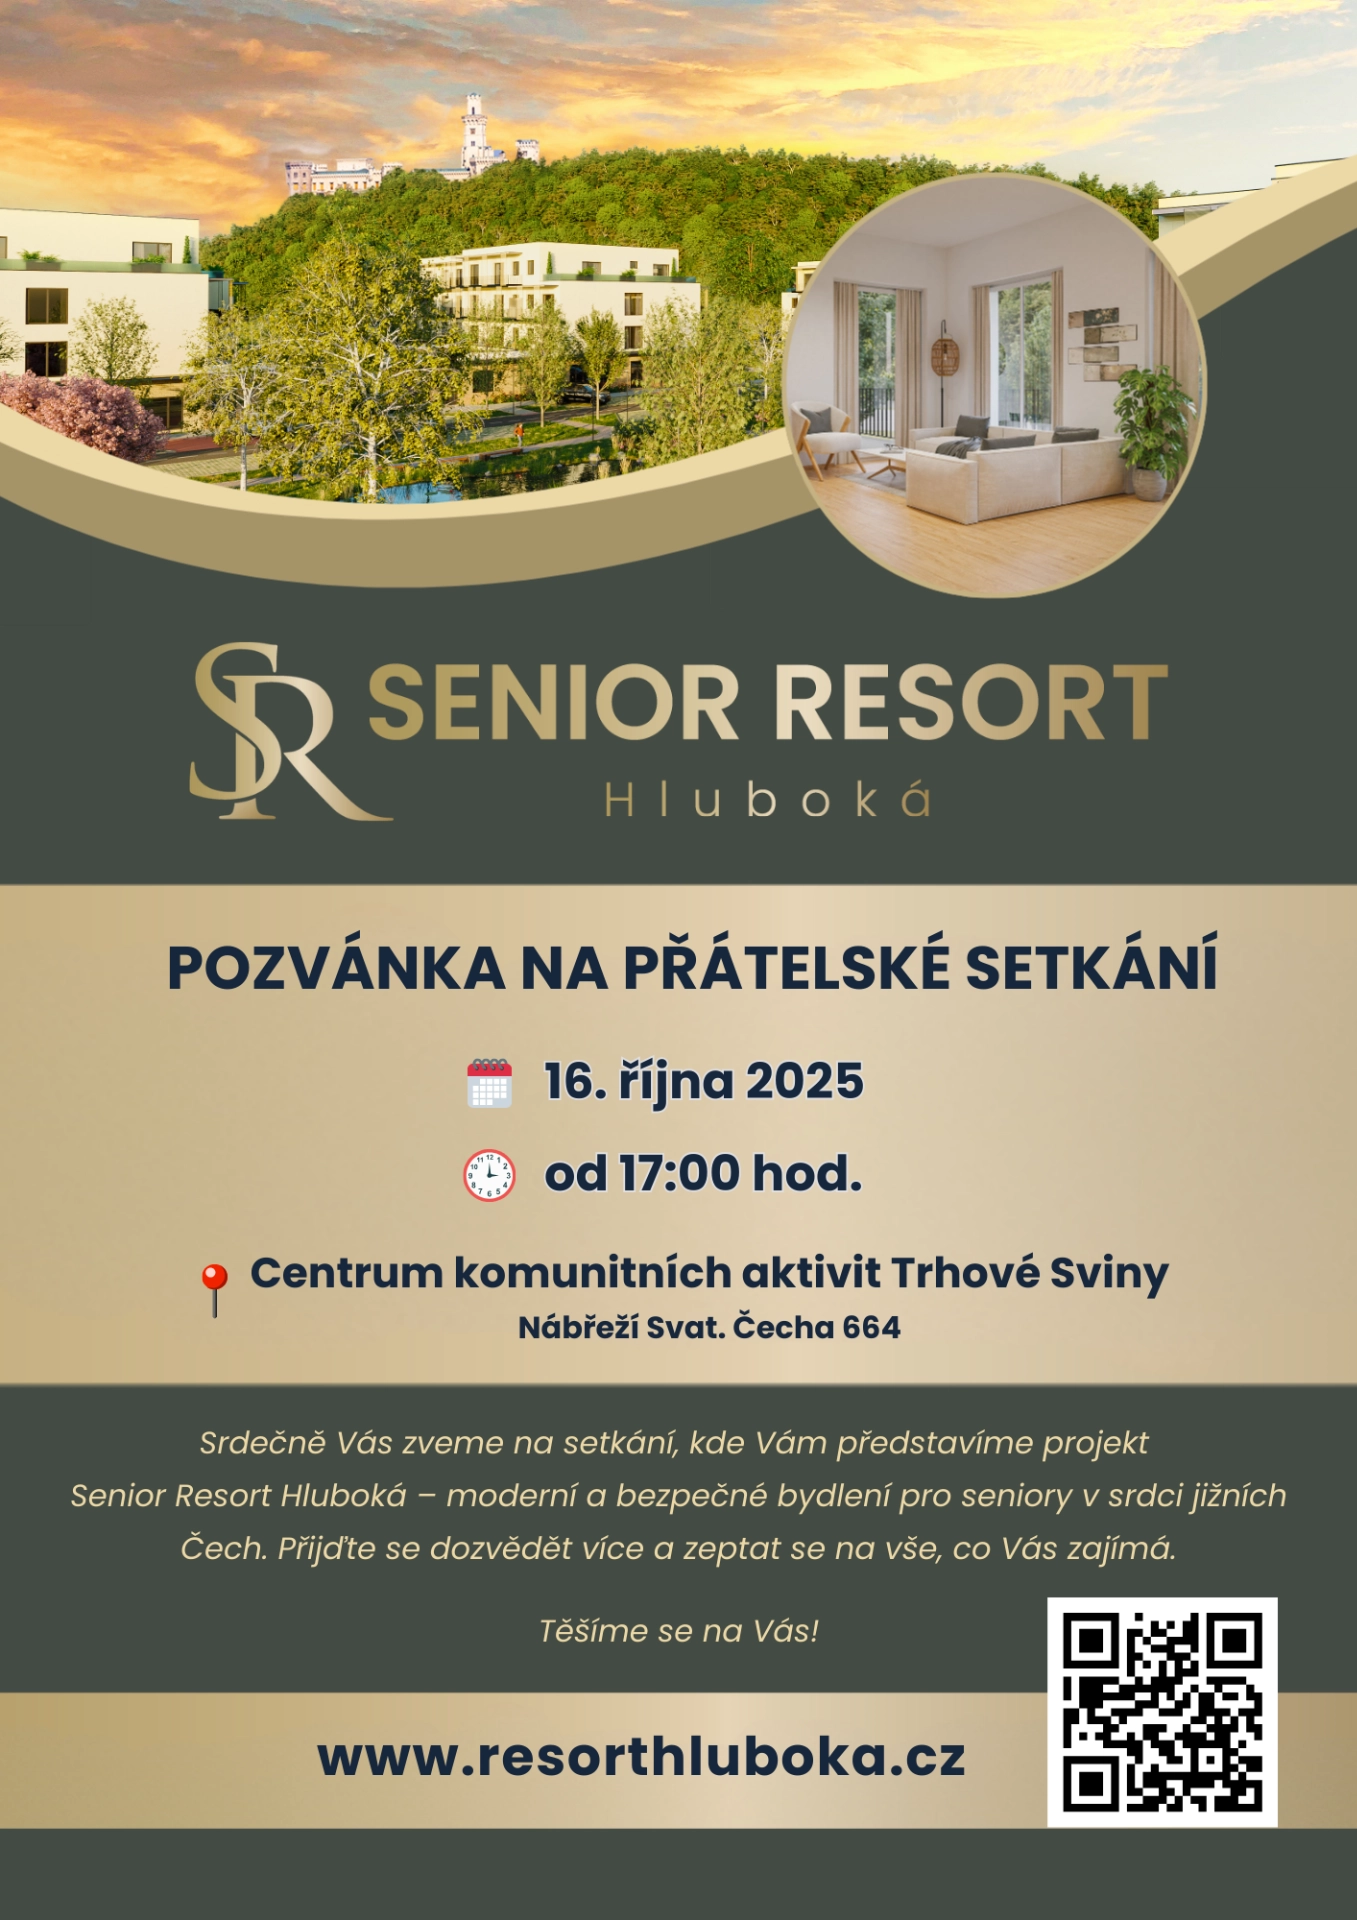 SR SENIOR RESORT
Hluboká
POZVÁNKA NA PŘÁTELSKÉ SETKÁNÍ
16. října 2025
od 17:00 hod.
Centrum komunitních aktivit Trhové Sviny
Nábřeží Svat. Čecha 664
Srdečně Vás zveme na setkání, kde Vám představíme projekt
Senior Resort Hluboká – moderní a bezpečné bydlení pro seniory v srdci jižních
Čech. Přijďte se dozvědět více a zeptat se na vše, co Vás zajímá.
Těšíme se na Vás!
www.resorthluboka.cz